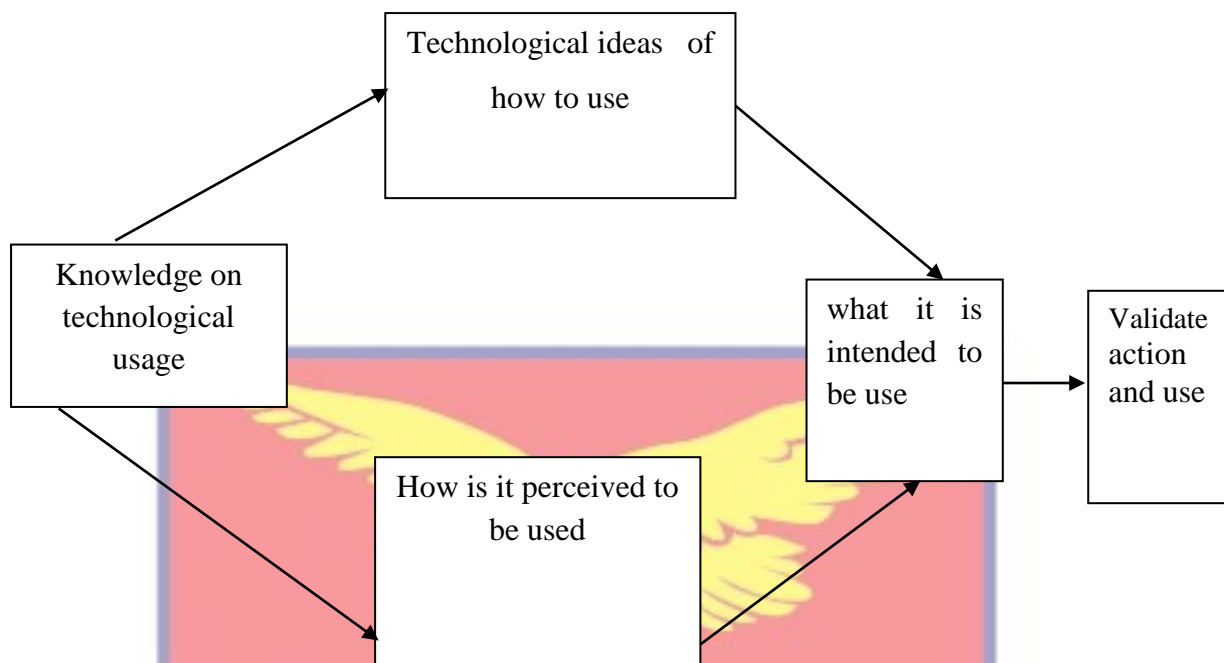 Technological ideas of
how to use
Knowledge on
technological
usage
what it is
intended to
be use
Validate
action
and use
How is it perceived to
be used